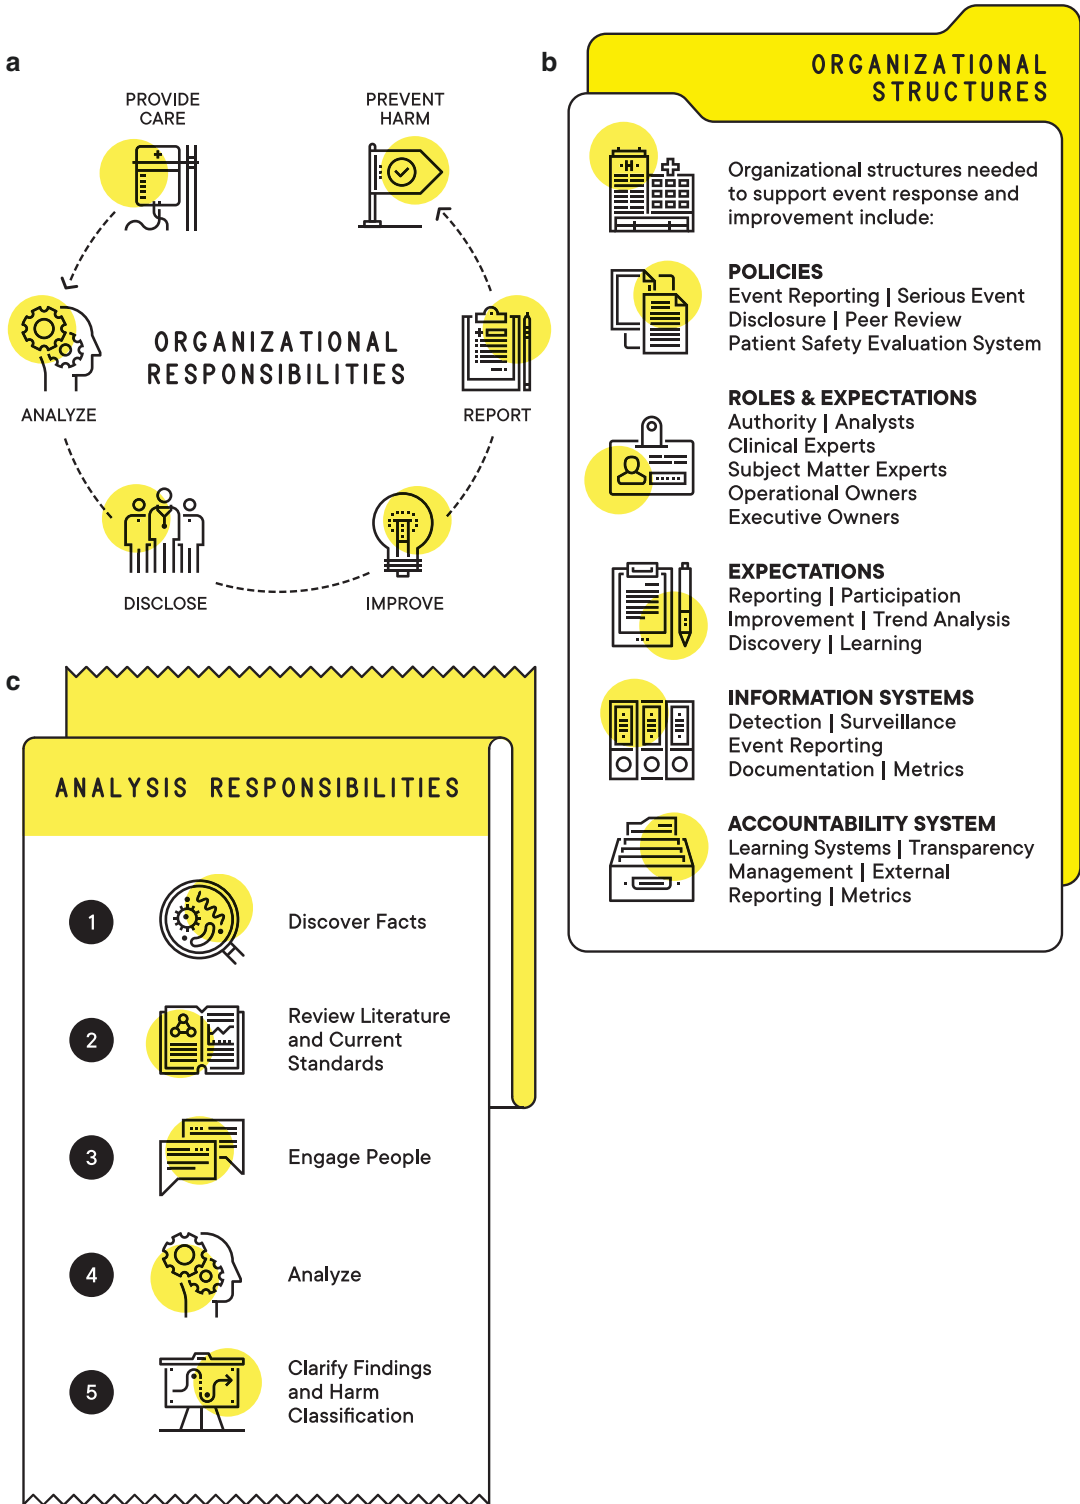 a
PROVIDE
CARE
PREVENT
HARM
ORGANIZATIONAL
RESPONSIBILITIES
ANALYZE
REPORT
DISCLOSE
IMPROVE
b
ORGANIZATIONAL
STRUCTURES
H
Organizational structures needed
to support event response and
improvement include:
POLICIES
Event Reporting | Serious Event
Disclosure | Peer Review
Patient Safety Evaluation System
ROLES & EXPECTATIONS
Authority | Analysts
Clinical Experts
Subject Matter Experts
Operational Owners
Executive Owners
EXPECTATIONS
Reporting | Participation
Improvement | Trend Analysis
Discovery | Learning
INFORMATION SYSTEMS
Detection | Surveillance
Event Reporting
Documentation | Metrics
ACCOUNTABILITY SYSTEM
Learning Systems | Transparency
Management | External
Reporting | Metrics
c
ANALYSIS RESPONSIBILITIES
1
Discover Facts
2
Review Literature
and Current
Standards
3
Engage People
4
Analyze
5
Clarify Findings
and Harm
Classification